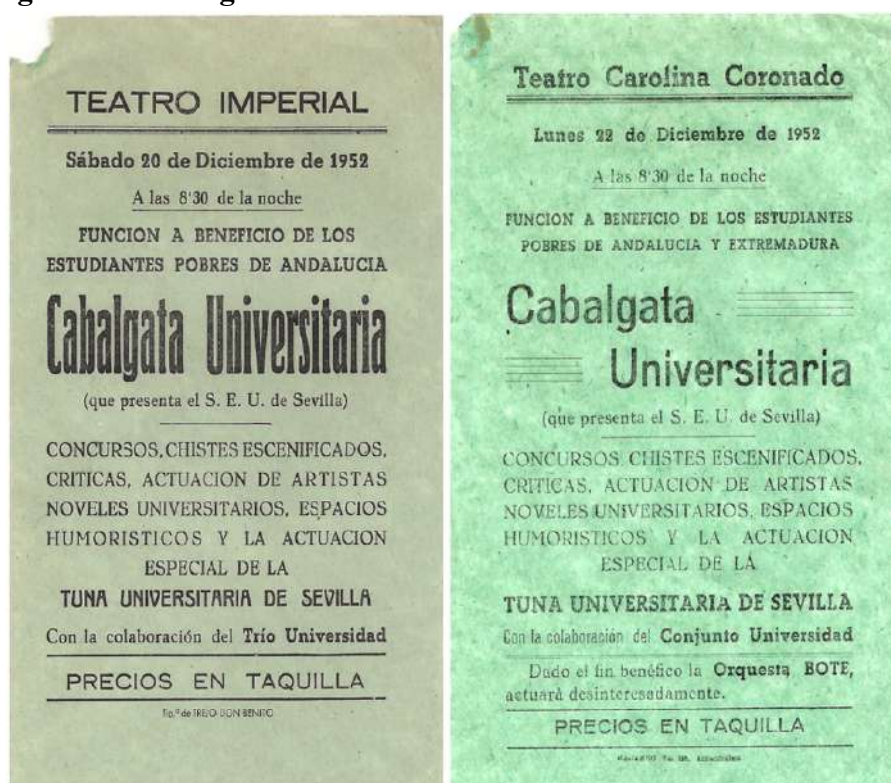 TEATRO IMPERIAL
Sábado 20 de Diciembre de 1952
A las 8'30 de la noche
FUNCION A BENEFICIO DE LOS
ESTUDIANTES POBRES DE ANDALUCIA
Cabalgata Universitaria
(que presenta el S. E. U. de Sevilla)
CONCURSOS, CHISTES ESCENIFICADOS,
CRITICAS, ACTUACION DE ARTISTAS
NOVELES UNIVERSITARIOS, ESPACIOS
HUMORISTICOS Y LA ACTUACION
ESPECIAL DE LA
TUNA UNIVERSITARIA DE SEVILLA
Con la colaboración del Trío Universidad
PRECIOS EN TAQUILLA
Teatro Carolina Coronado
Lunes 22 de Diciembre de 1952
A las 8'30 de la noche
FUNCION A BENEFICIO DE LOS ESTUDIANTES
POBRES DE ANDALUCIA Y EXTREMADURA
Cabalgata
Universitaria
(que presenta el S. E. U. de Sevilla)
CONCURSOS, CHISTES ESCENIFICADOS,
CRITICAS, ACTUACION DE ARTISTAS
NOVELES UNIVERSITARIOS, ESPACIOS
HUMORISTICOS Y LA ACTUACION
ESPECIAL DE LA
TUNA UNIVERSITARIA DE SEVILLA
Con la colaboración del Conjunto Universidad
Dado el fin benéfico la Orquesta BOTE,
actuará desinteresadamente.
PRECIOS EN TAQUILLA